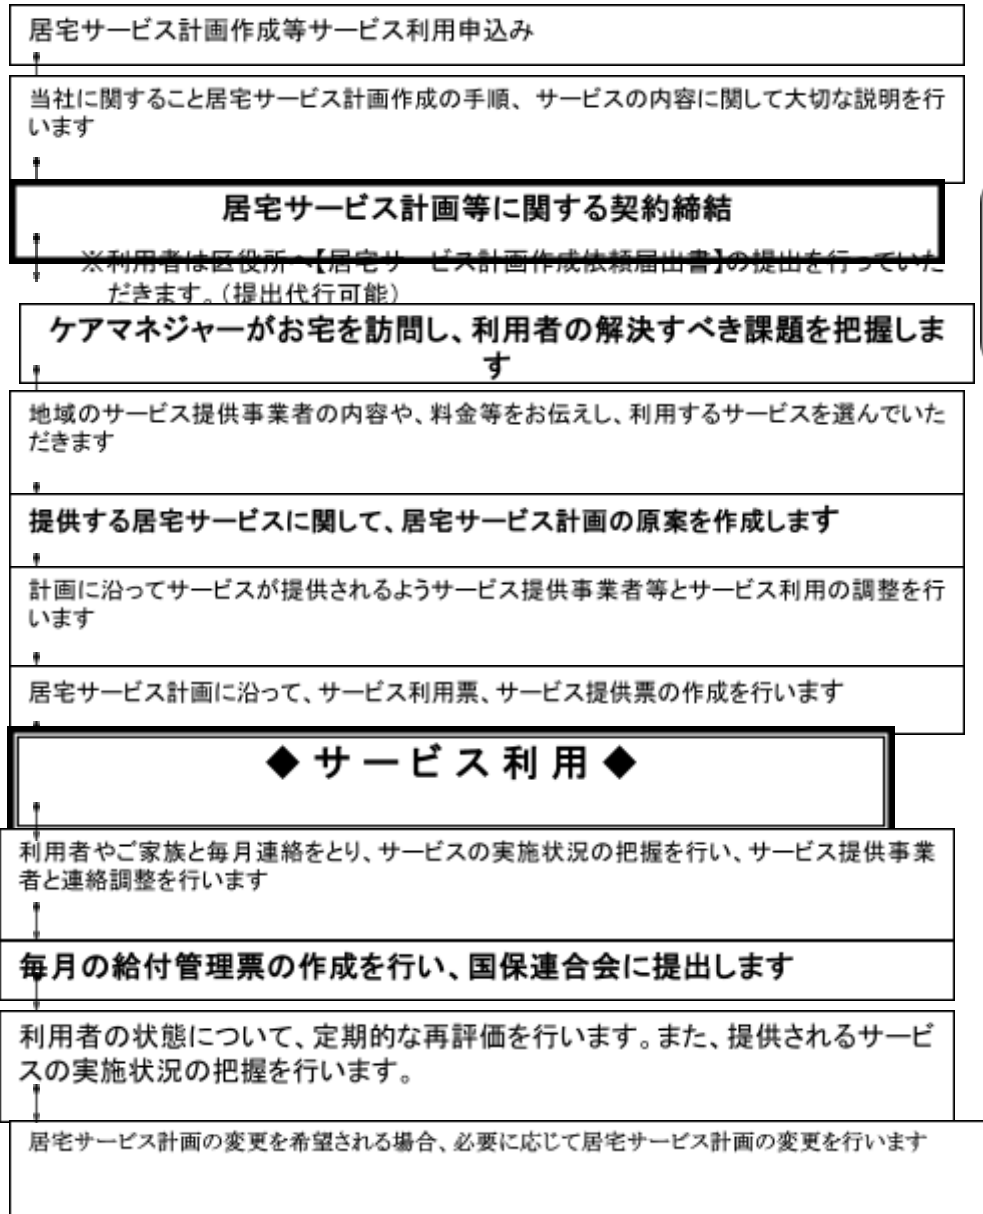 居宅サービス計画作成等サービス利用申込み
当社に関すること居宅サービス計画作成の手順、サービスの内容に関して大切な説明を行
います
居宅サービス計画等に関する契約締結
※利用者は区役所へ【居宅サービス計画作成依頼届出書】の提出を行っていた
だきます。（提出代行可能）
ケアマネジャーがお宅を訪問し、利用者の解決すべき課題を把握しま
す
地域のサービス提供事業者の内容や、料金等をお伝えし、利用するサービスを選んでいた
だきます
提供する居宅サービスに関して、居宅サービス計画の原案を作成します
計画に沿ってサービスが提供されるようサービス提供事業者等とサービス利用の調整を行
います
居宅サービス計画に沿って、サービス利用票、サービス提供票の作成を行います
◆サービス利用◆
利用者やご家族と毎月連絡をとり、サービスの実施状況の把握を行い、サービス提供事業
者と連絡調整を行います
毎月の給付管理票の作成を行い、国保連合会に提出します
利用者の状態について、定期的な再評価を行います。また、提供されるサービ
スの実施状況の把握を行います。
居宅サービス計画の変更を希望される場合、必要に応じて居宅サービス計画の変更を行います